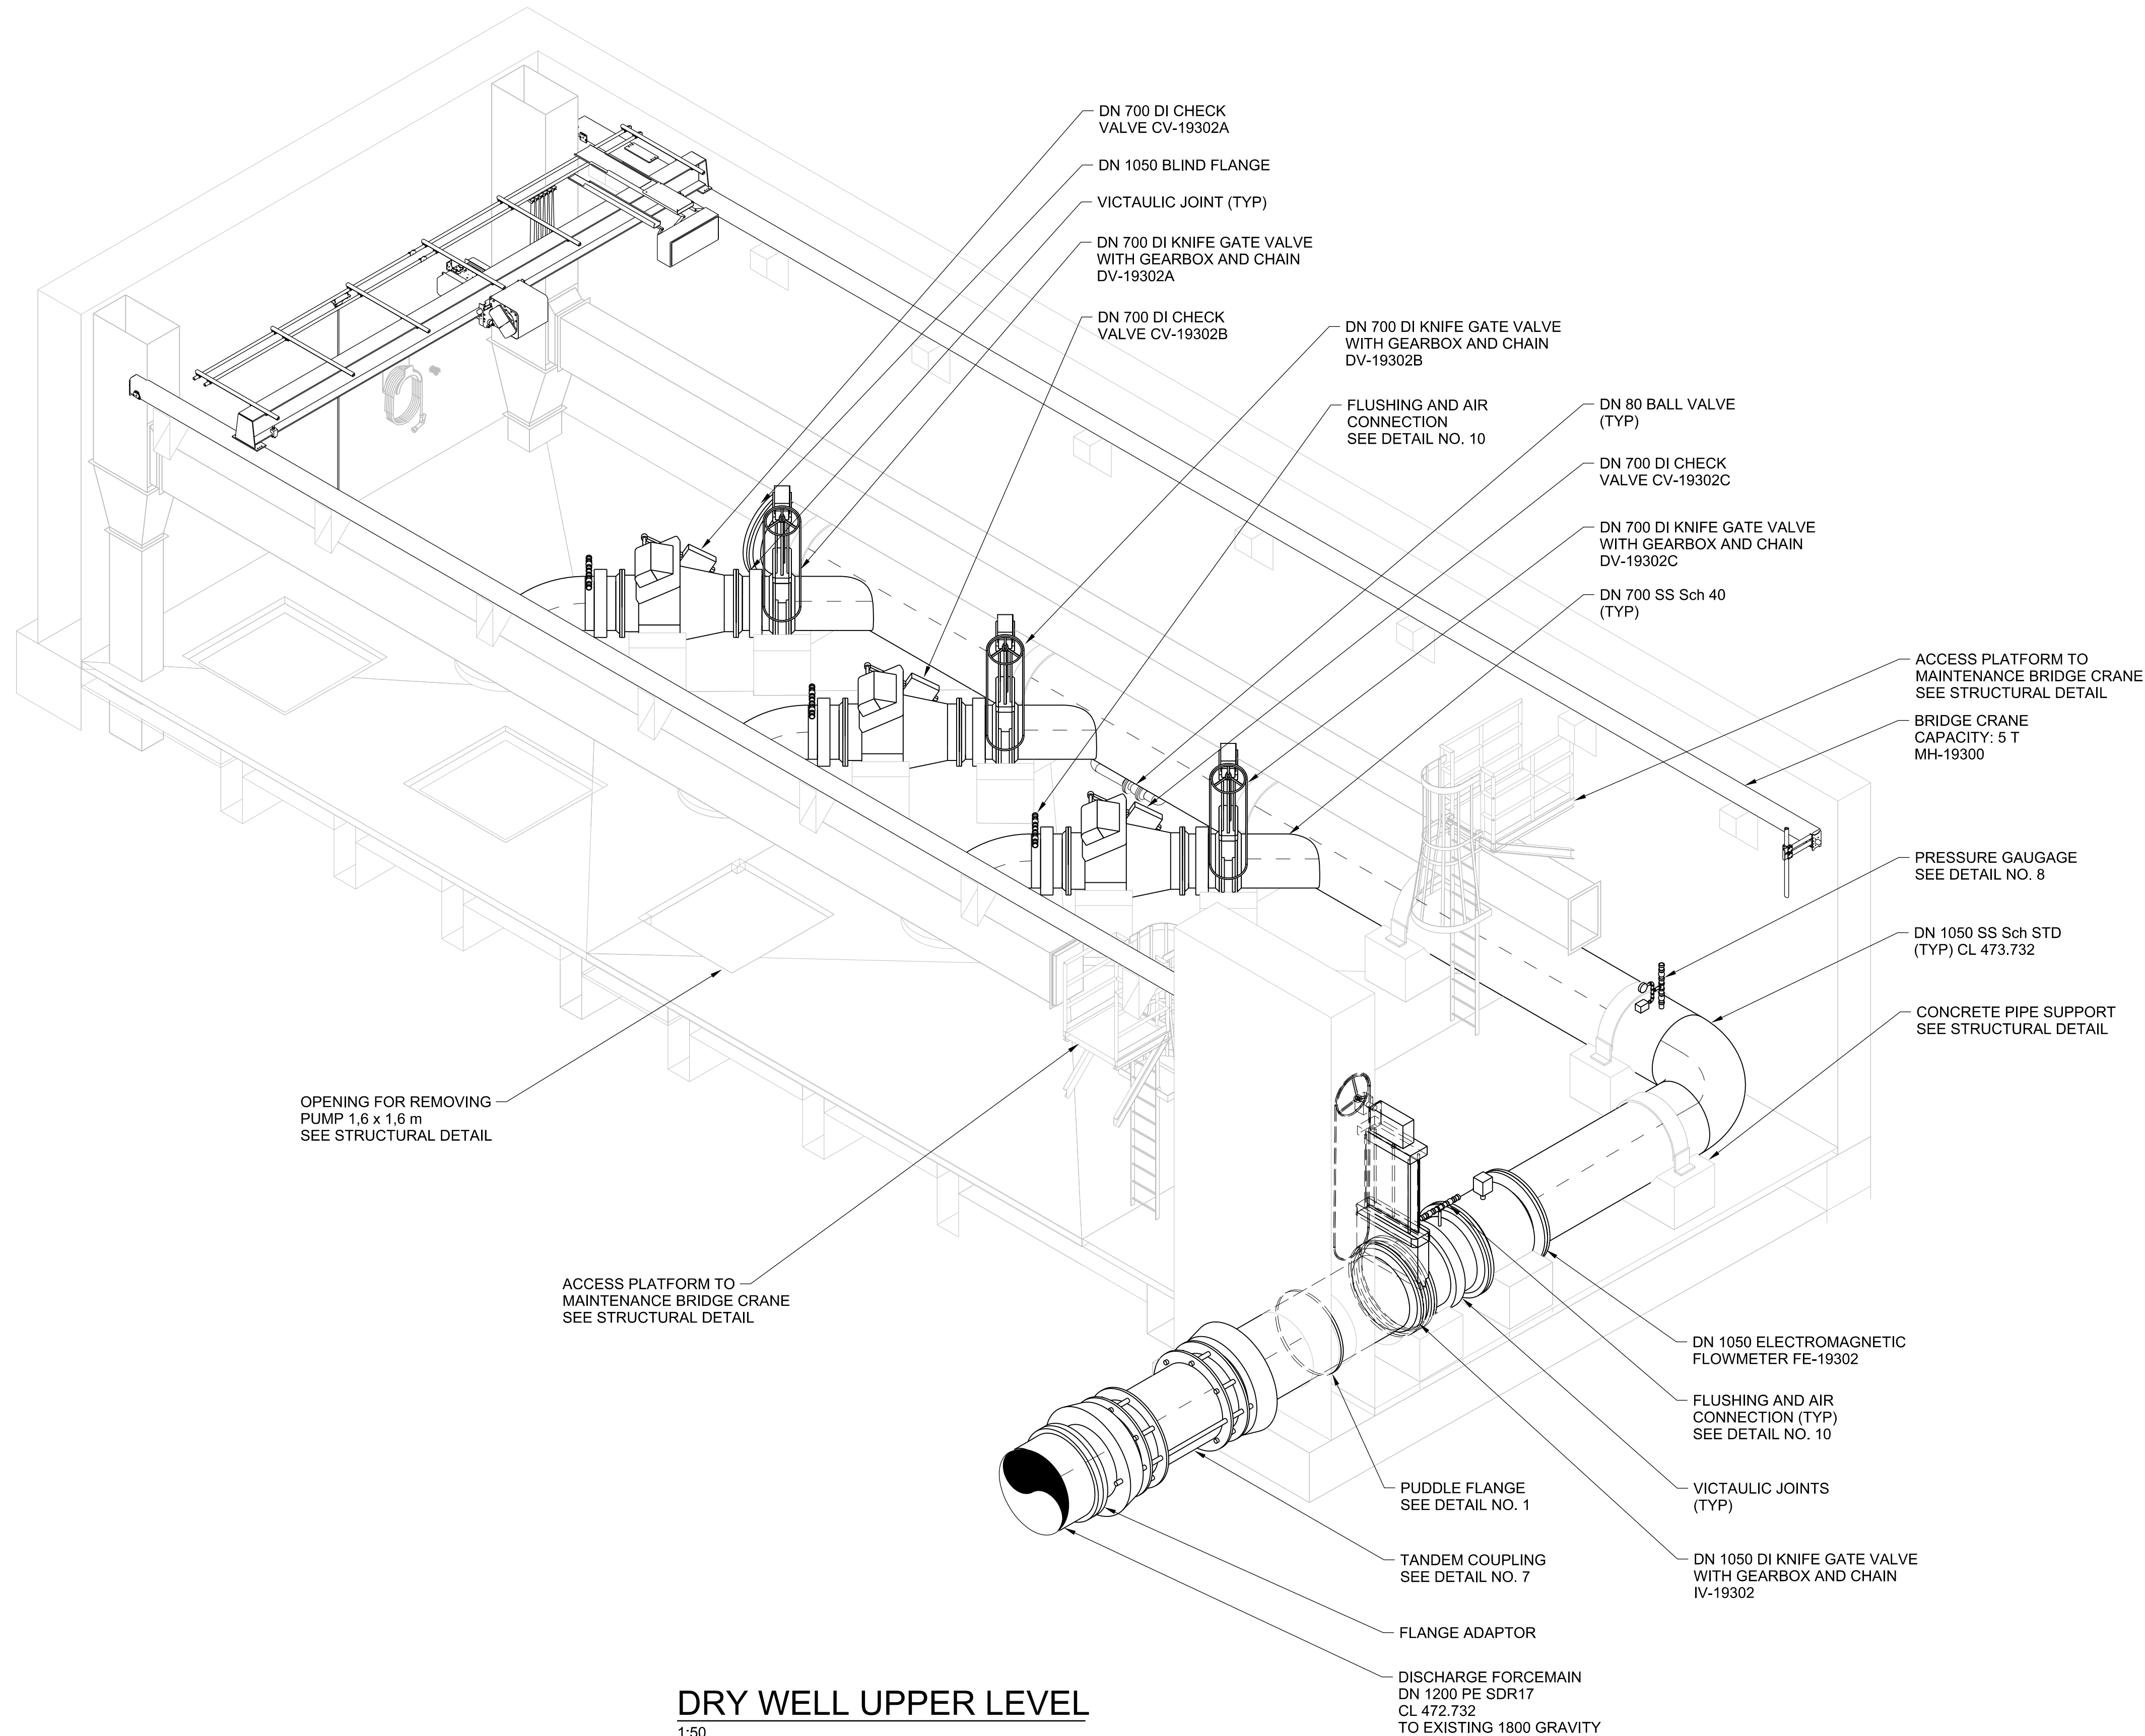 DN 700 DI CHECK
VALVE CV-19302A
DN 1050 BLIND FLANGE
VICTAULIC JOINT (TYP)
DN 700 DI KNIFE GATE VALVE
WITH GEARBOX AND CHAIN
DV-19302A
DN 700 DI CHECK
VALVE CV-19302B
DN 700 DI KNIFE GATE VALVE
WITH GEARBOX AND CHAIN
DV-19302B
FLUSHING AND AIR
CONNECTION
SEE DETAIL NO. 10
DN 80 BALL VALVE
(TYP)
DN 700 DI CHECK
VALVE CV-19302C
DN 700 DI KNIFE GATE VALVE
WITH GEARBOX AND CHAIN
DV-19302C
DN 700 SS Sch 40
(TYP)
ACCESS PLATFORM TO
MAINTENANCE BRIDGE CRANE
SEE STRUCTURAL DETAIL
BRIDGE CRANE
CAPACITY: 5 T
MH-19300
PRESSURE GAUGAGE
SEE DETAIL NO. 8
DN 1050 SS Sch STD
(TYP) CL 473.732
CONCRETE PIPE SUPPORT
SEE STRUCTURAL DETAIL
OPENING FOR REMOVING
PUMP 1,6 x 1,6 m
SEE STRUCTURAL DETAIL
ACCESS PLATFORM TO
MAINTENANCE BRIDGE CRANE
SEE STRUCTURAL DETAIL
DN 1050 ELECTROMAGNETIC
FLOWMETER FE-19302
FLUSHING AND AIR
CONNECTION (TYP)
SEE DETAIL NO. 10
VICTAULIC JOINTS
(TYP)
DN 1050 DI KNIFE GATE VALVE
WITH GEARBOX AND CHAIN
IV-19302
PUDDLE FLANGE
SEE DETAIL NO. 1
TANDEM COUPLING
SEE DETAIL NO. 7
FLANGE ADAPTOR
DISCHARGE FORCEMAIN
DN 1200 PE SDR17
CL 472.732
TO EXISTING 1800 GRAVITY
DRY WELL UPPER LEVEL
1:50